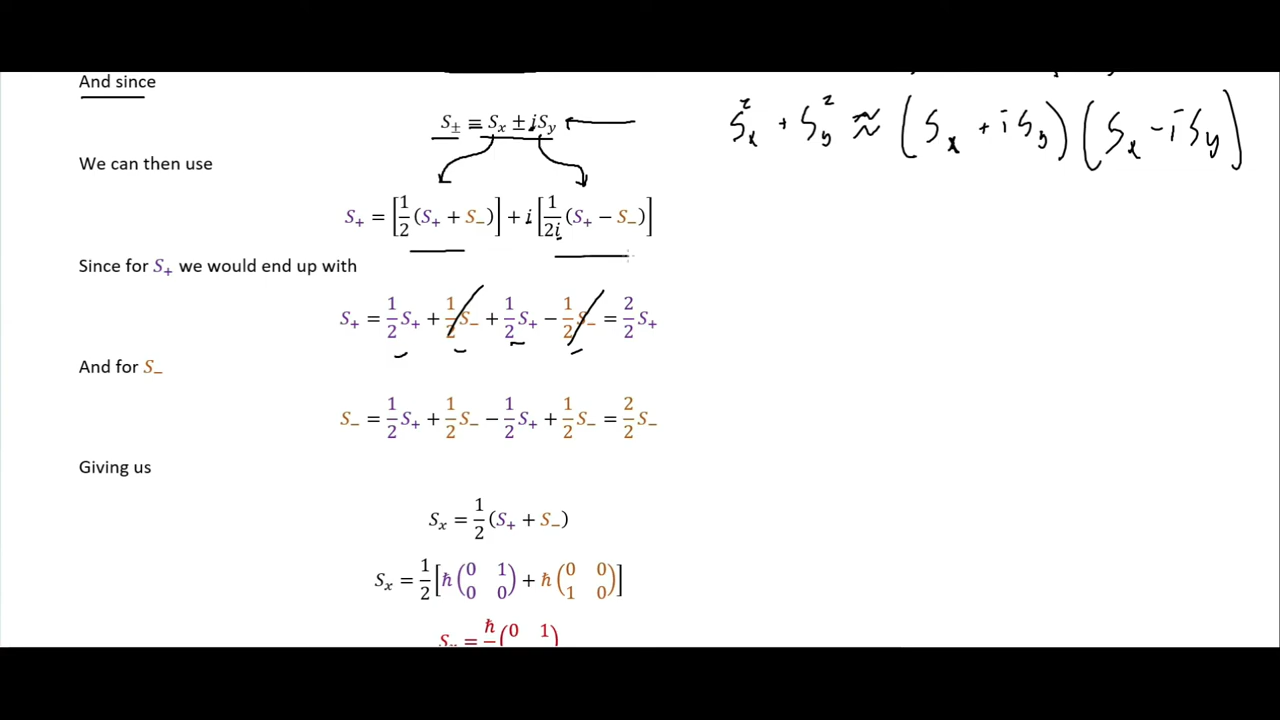 And since
S± ≡ Sx ± iSy
Sx² + Sy² ≈ (Sx + iSy)(Sx − iSy)
We can then use
S+ = [1/2(S+ + S−)] + i[1/2i(S+ − S−)]
Since for S+ we would end up with
S+ = 1/2 S+ + 1/2 S− + 1/2 S+ − 1/2 S− = 2/2 S+
And for S−
S− = 1/2 S+ + 1/2 S− − 1/2 S+ + 1/2 S− = 2/2 S−
Giving us
Sx = 1/2(S+ + S−)
Sx = 1/2[ħ(0 1 0 0) + ħ(0 0 1 0)]
ħ (0 1)